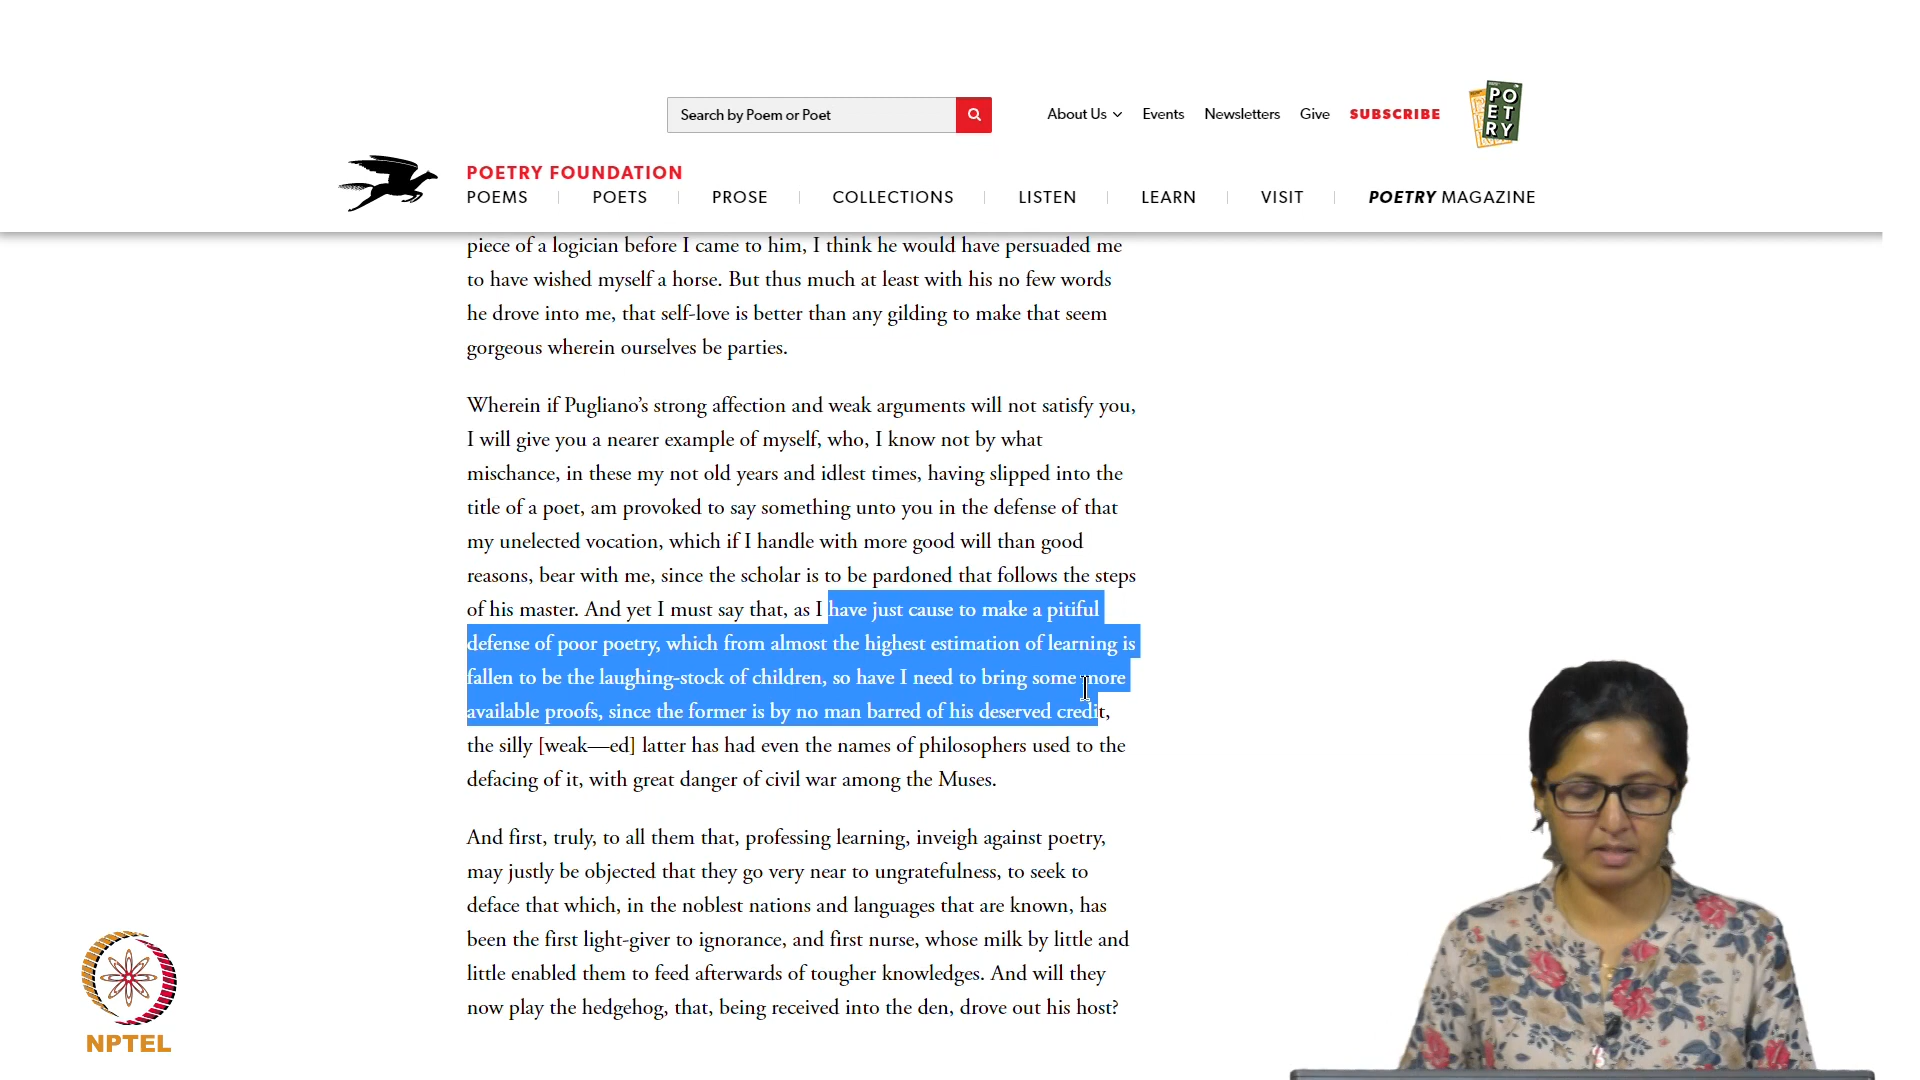 Search by Poem or Poet
About Us
Events
Newsletters
Give
SUBSCRIBE
PO
ET
RY
POETRY FOUNDATION
POEMS
POETS
PROSE
COLLECTIONS
LISTEN
LEARN
VISIT
POETRY MAGAZINE
piece of a logician before I came to him, I think he would have persuaded me
to have wished myself a horse. But thus much at least with his no few words
he drove into me, that self-love is better than any gilding to make that seem
gorgeous wherein ourselves be parties.
Wherein if Pugliano’s strong affection and weak arguments will not satisfy you,
I will give you a nearer example of myself, who, I know not by what
mischance, in these my not old years and idlest times, having slipped into the
title of a poet, am provoked to say something unto you in the defense of that
my unelected vocation, which if I handle with more good will than good
reasons, bear with me, since the scholar is to be pardoned that follows the steps
of his master. And yet I must say that, as I have just cause to make a pitiful
defense of poor poetry, which from almost the highest estimation of learning is
fallen to be the laughing-stock of children, so have I need to bring some more
available proofs, since the former is by no man barred of his deserved credit,
the silly [weak—ed] latter has had even the names of philosophers used to the
defacing of it, with great danger of civil war among the Muses.
And first, truly, to all them that, professing learning, inveigh against poetry,
may justly be objected that they go very near to ungratefulness, to seek to
deface that which, in the noblest nations and languages that are known, has
been the first light-giver to ignorance, and first nurse, whose milk by little and
little enabled them to feed afterwards of tougher knowledges. And will they
now play the hedgehog, that, being received into the den, drove out his host?
NPTEL